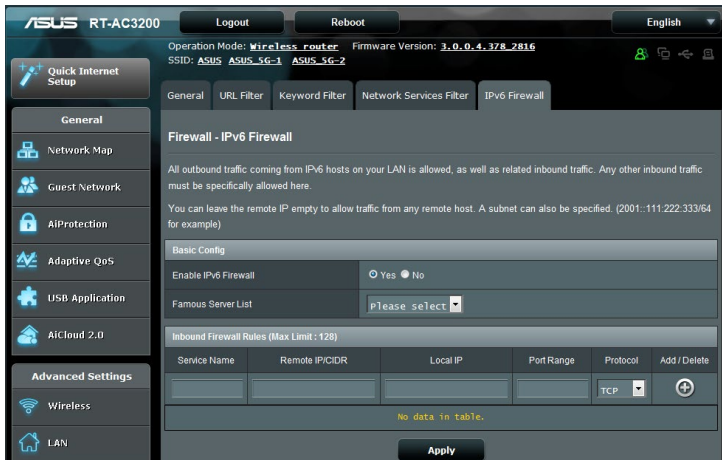 ASUS RT-AC3200
Logout
Reboot
English
Operation Mode: Wireless router Firmware Version: 3.0.0.4.378_2816
SSID: ASUS ASUS_5G-1 ASUS_5G-2
Quick Internet
Setup
General
Network Map
Guest Network
AiProtection
Adaptive QoS
USB Application
AiCloud 2.0
Advanced Settings
Wireless
LAN
General
URL Filter
Keyword Filter
Network Services Filter
IPv6 Firewall
Firewall - IPv6 Firewall
All outbound traffic coming from IPv6 hosts on your LAN is allowed, as well as related inbound traffic. Any other inbound traffic
must be specifically allowed here.
You can leave the remote IP empty to allow traffic from any remote host. A subnet can also be specified. (2001::111:222:333/64
for example)
Basic Config
Enable IPv6 Firewall
Yes No
Famous Server List
Please select
Inbound Firewall Rules (Max Limit : 128)
Service Name
Remote IP/CIDR
Local IP
Port Range
Protocol
Add / Delete
TCP
No data in table.
Apply